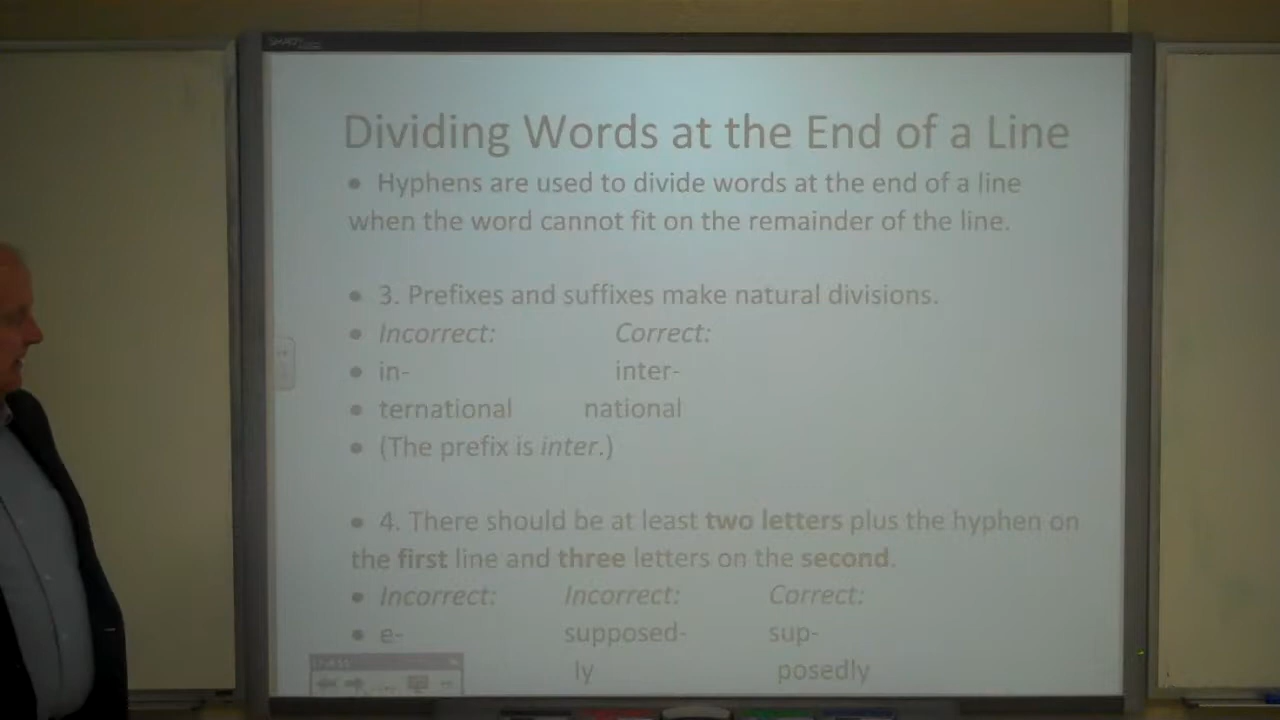 SMART
Dividing Words at the End of a Line
• Hyphens are used to divide words at the end of a line
when the word cannot fit on the remainder of the line.
• 3. Prefixes and suffixes make natural divisions.
• Incorrect: Correct:
• in- inter-
• ternational national
• (The prefix is inter.)
• 4. There should be at least two letters plus the hyphen on
the first line and three letters on the second.
• Incorrect: Incorrect: Correct:
• e- supposed- sup-
ly posedly